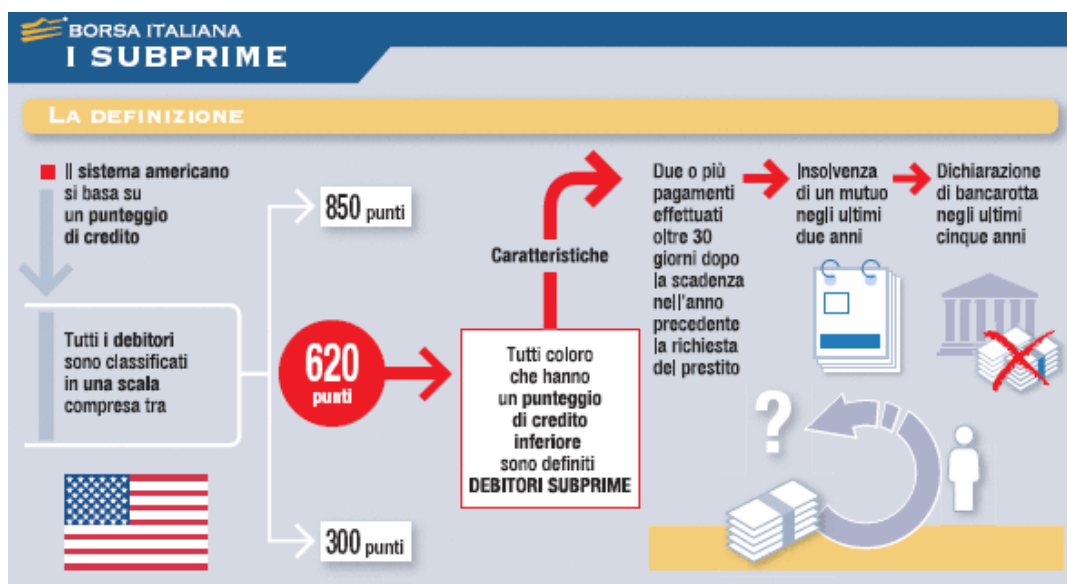 BORSA ITALIANA
I SUBPRIME
LA DEFINIZIONE
Il sistema americano
si basa su
un punteggio
di credito
Tutti i debitori
sono classificati
in una scala
compresa tra
850 punti
620
punti
300 punti
Tutti coloro
che hanno
un punteggio
di credito
inferiore
sono definiti
DEBITORI SUBPRIME
Caratteristiche
Due o più
pagamenti
effettuati
oltre 30
giorni dopo
la scadenza
nell'anno
precedente
la richiesta
del prestito
Insolvenza
di un mutuo
negli ultimi
due anni
Dichiarazione
di bancarotta
negli ultimi
cinque anni
?